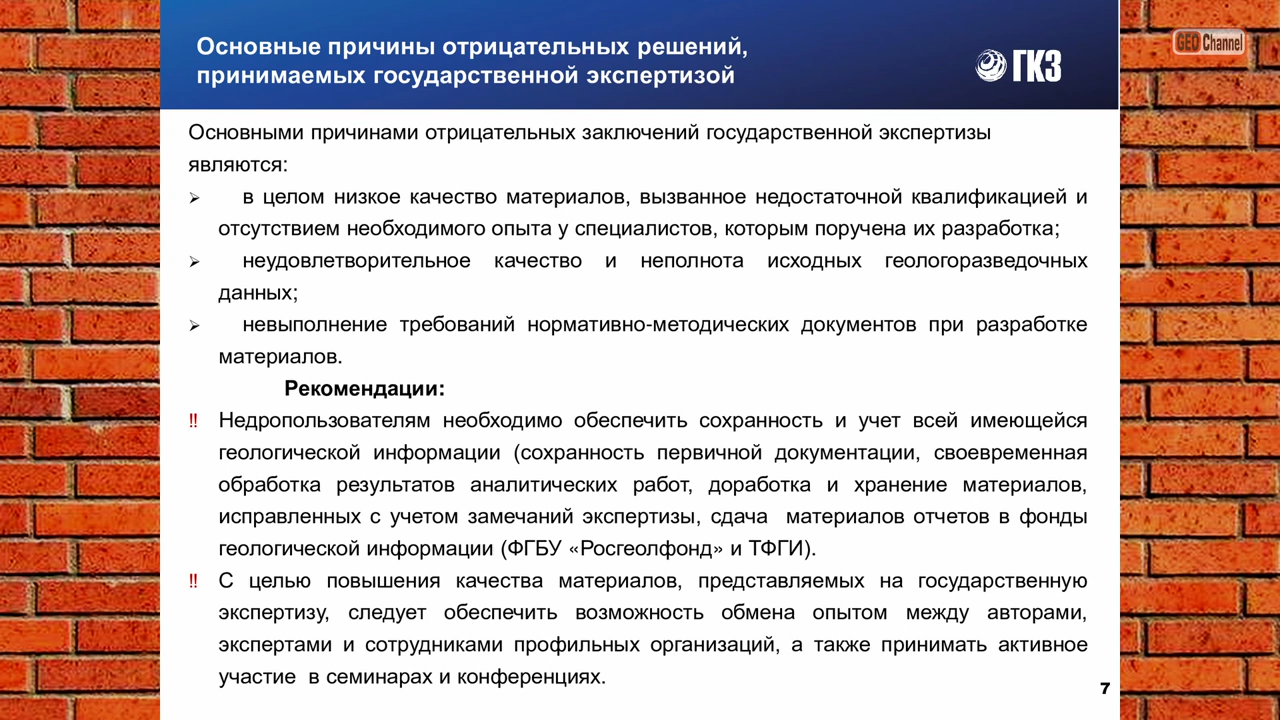 Основные причины отрицательных решений,
принимаемых государственной экспертизой
ГКЗ
GEO Channel
Основными причинами отрицательных заключений государственной экспертизы
являются:
➢ в целом низкое качество материалов, вызванное недостаточной квалификацией и
отсутствием необходимого опыта у специалистов, которым поручена их разработка;
➢ неудовлетворительное качество и неполнота исходных геологоразведочных
данных;
➢ невыполнение требований нормативно-методических документов при разработке
материалов.
Рекомендации:
‼ Недропользователям необходимо обеспечить сохранность и учет всей имеющейся
геологической информации (сохранность первичной документации, своевременная
обработка результатов аналитических работ, доработка и хранение материалов,
исправленных с учетом замечаний экспертизы, сдача материалов отчетов в фонды
геологической информации (ФГБУ «Росгеолфонд» и ТФГИ).
‼ С целью повышения качества материалов, представляемых на государственную
экспертизу, следует обеспечить возможность обмена опытом между авторами,
экспертами и сотрудниками профильных организаций, а также принимать активное
участие в семинарах и конференциях.
7